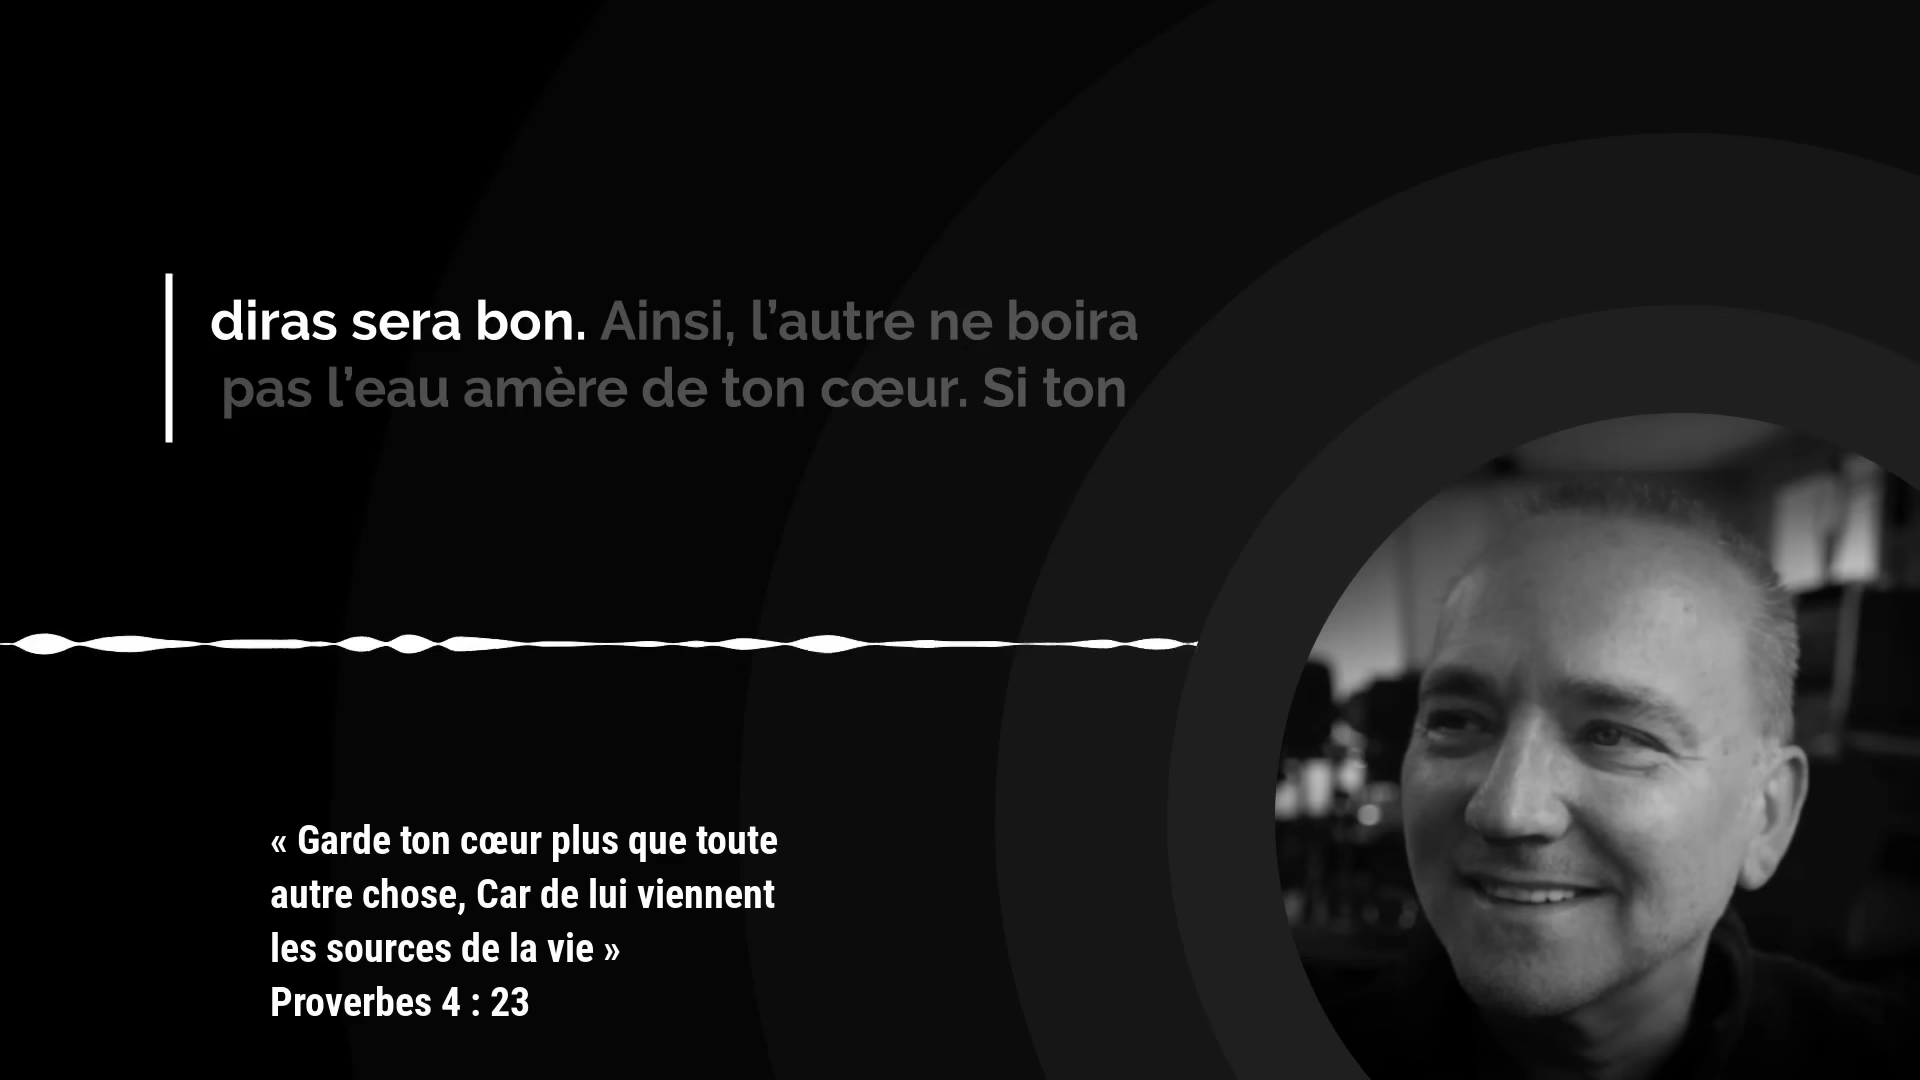 diras sera bon. Ainsi, l’autre ne boira
pas l’eau amère de ton cœur. Si ton
« Garde ton cœur plus que toute
autre chose, Car de lui viennent
les sources de la vie »
Proverbes 4 : 23